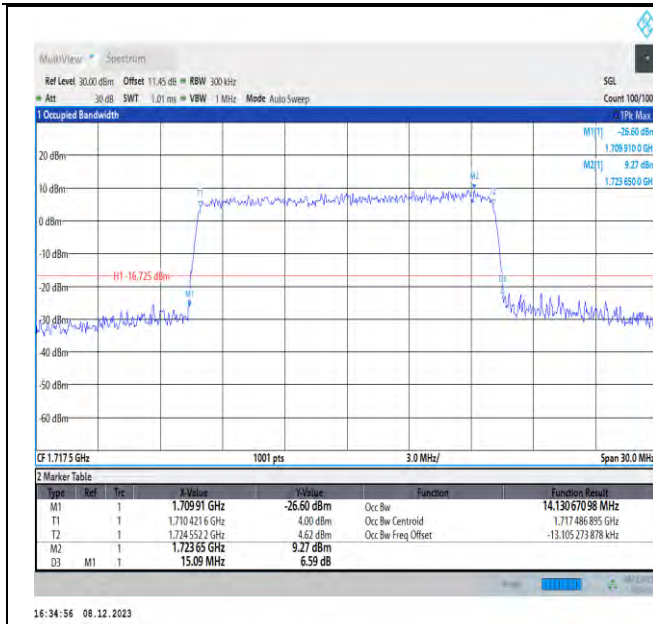 MultiView Spectrum
Ref Level 30.00 dBm Offset 11.45 dB RBW 300 kHz SGL
Att 30 dB SWT 1.01 ms VBW 1 MHz Mode Auto Sweep Count 100/100
1 Occupied Bandwidth 1Pk Max
M1[1] -26.60 dBm
1.709 910 0 GHz
M2[1] 9.27 dBm
1.723 650 0 GHz
20 dBm
M2
10 dBm
T1
0 dBm
-10 dBm
H1 -16.725 dBm
D3
-20 dBm
M1
-30 dBm
-40 dBm
-50 dBm
-60 dBm
CF 1.717 5 GHz 1001 pts 3.0 MHz/ Span 30.0 MHz
2 Marker Table
Type Ref Trc X-Value Y-Value Function Function Result
M1 1 1.709 91 GHz -26.60 dBm Occ Bw 14.130 670 98 MHz
T1 1 1.710 421 6 GHz 4.00 dBm Occ Bw Centroid 1.717 486 895 GHz
T2 1 1.724 552 2 GHz 4.62 dBm Occ Bw Freq Offset -13.105 273 878 kHz
M2 1 1.723 65 GHz 9.27 dBm
D3 M1 1 15.09 MHz 6.59 dB
16:34:56 08.12.2023